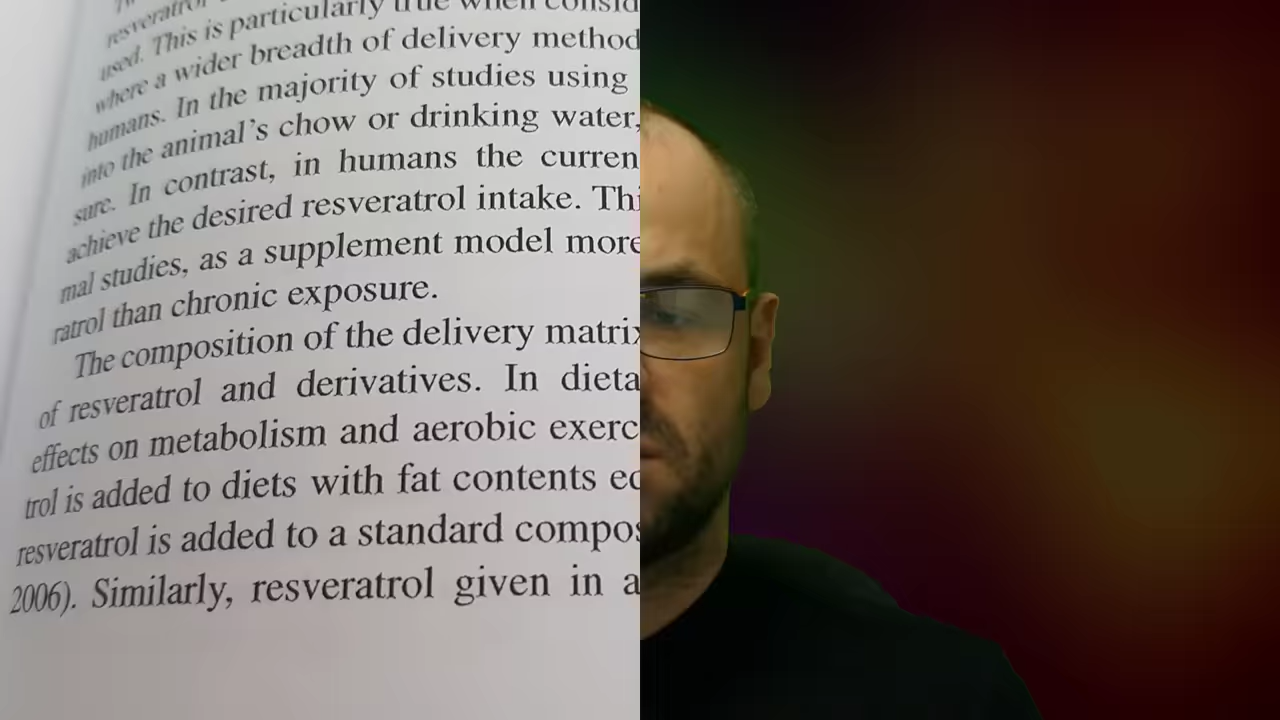 resveratrol
used. This is particularly true when consid
where a wider breadth of delivery method
humans. In the majority of studies using
into the animal's chow or drinking water,
sure. In contrast, in humans the curren
achieve the desired resveratrol intake. Thi
mal studies, as a supplement model more
ratrol than chronic exposure.
The composition of the delivery matrix
of resveratrol and derivatives. In dieta
effects on metabolism and aerobic exerc
trol is added to diets with fat contents
resveratrol is added to a standard compos
2006). Similarly, resveratrol given in a